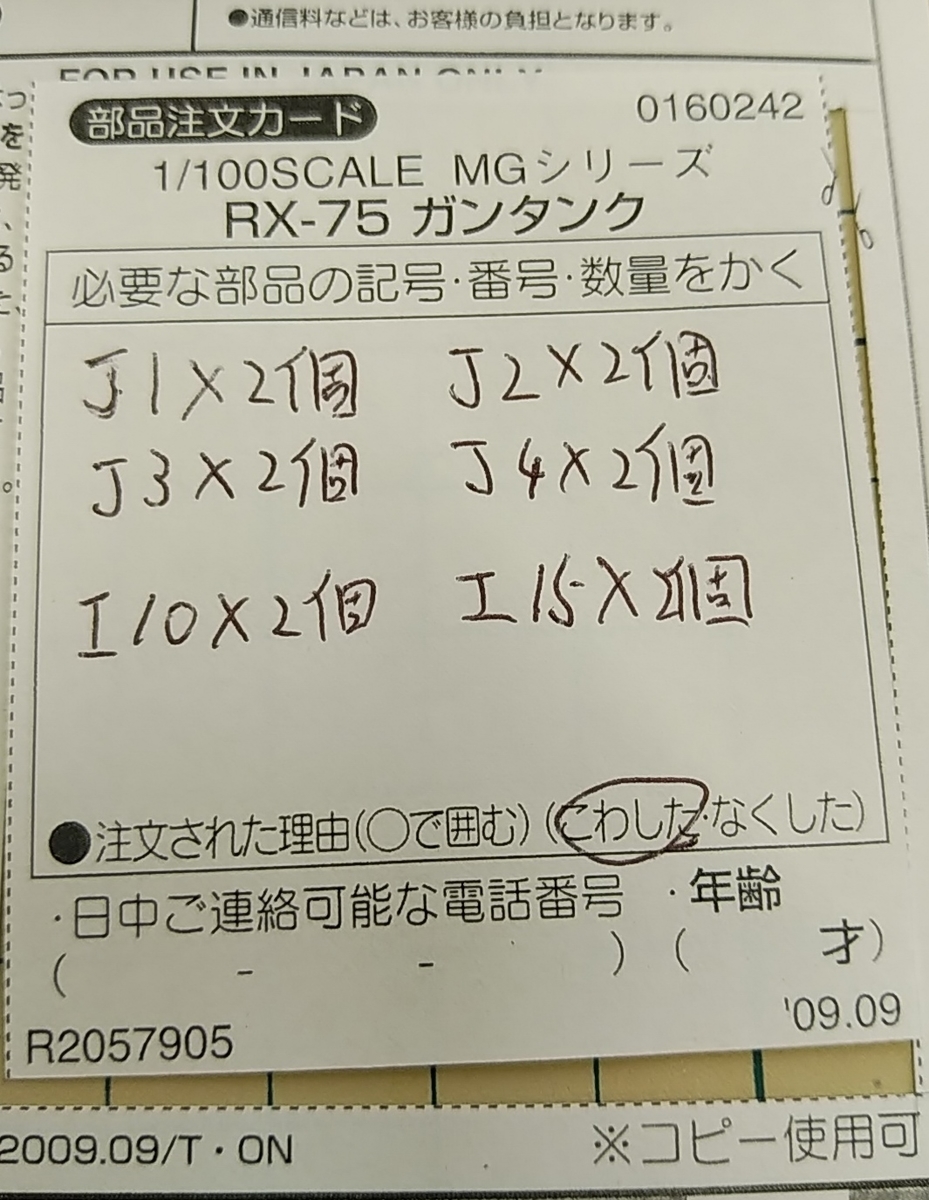 ●通信料などは、お客様の負担となります。
FOR USE IN JAPAN ONLY
部品注文カード 0160242
1/100SCALE MGシリーズ
RX-75 ガンタンク
必要な部品の記号・番号・数量をかく
J1×2個 J2×2個
J3×2個 J4×2個
I10×2個 I15×2個
●注文された理由(○で囲む)(こわした・なくした)
・日中ご連絡可能な電話番号 ・年齢
( - - ) ( 才)
R2057905 '09.09
2009.09/T・ON ※コピー使用可